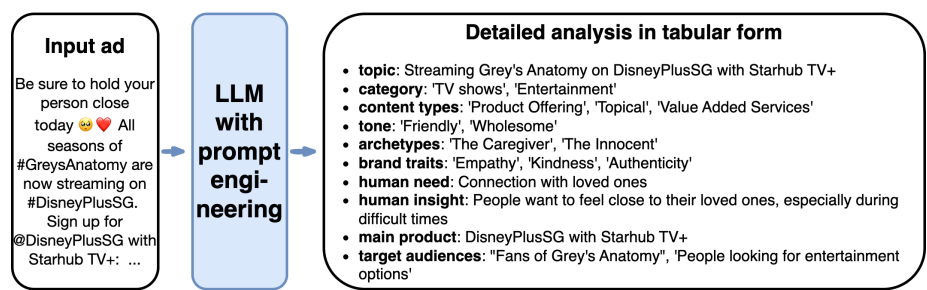 Input ad
Be sure to hold your
person close
today 🥺❤️ All
seasons of
#GreysAnatomy are
now streaming on
#DisneyPlusSG.
Sign up for
@DisneyPlusSG with
Starhub TV+: ...
LLM
with
prompt
engi-
neering
Detailed analysis in tabular form
• topic: Streaming Grey's Anatomy on DisneyPlusSG with Starhub TV+
• category: 'TV shows', 'Entertainment'
• content types: 'Product Offering', 'Topical', 'Value Added Services'
• tone: 'Friendly', 'Wholesome'
• archetypes: 'The Caregiver', 'The Innocent'
• brand traits: 'Empathy', 'Kindness', 'Authenticity'
• human need: Connection with loved ones
• human insight: People want to feel close to their loved ones, especially during
difficult times
• main product: DisneyPlusSG with Starhub TV+
• target audiences: "Fans of Grey's Anatomy", 'People looking for entertainment
options'